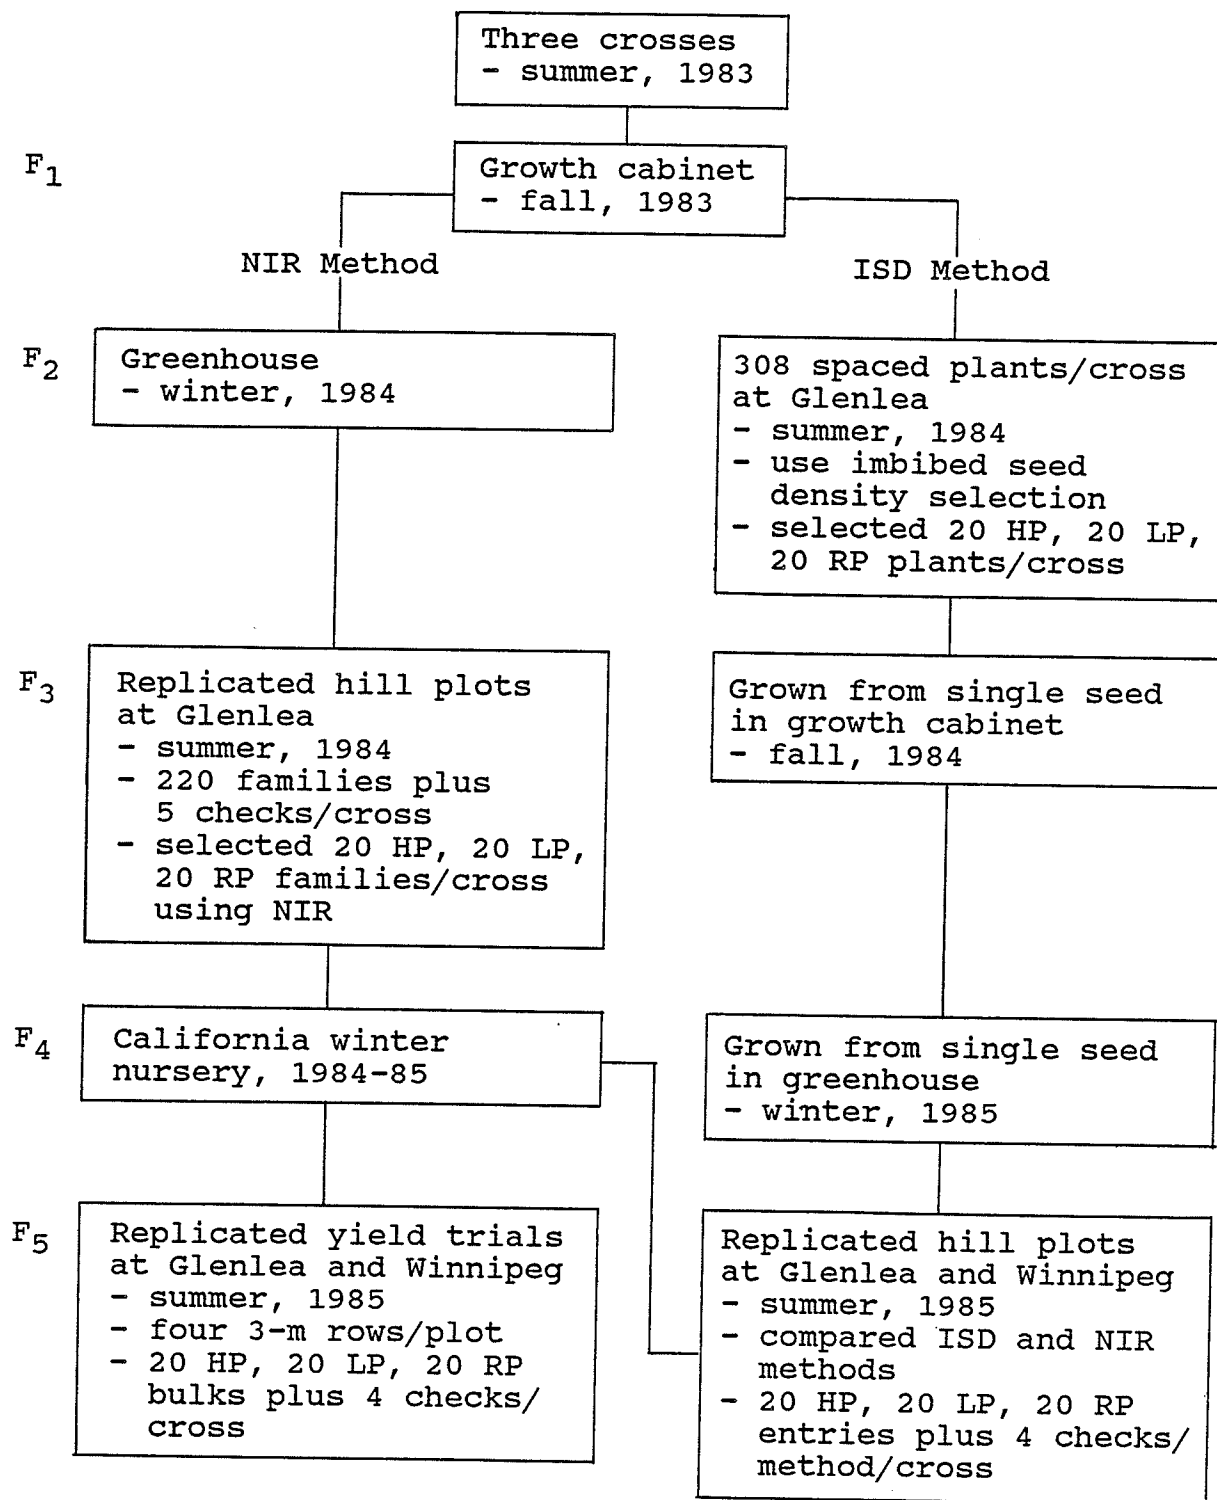 Three crosses
- summer, 1983
F1
Growth cabinet
- fall, 1983
NIR Method
ISD Method
F2
Greenhouse
- winter, 1984
308 spaced plants/cross
at Glenlea
- summer, 1984
- use imbibed seed
density selection
- selected 20 HP, 20 LP,
20 RP plants/cross
F3
Replicated hill plots
at Glenlea
- summer, 1984
- 220 families plus
5 checks/cross
- selected 20 HP, 20 LP,
20 RP families/cross
using NIR
Grown from single seed
in growth cabinet
- fall, 1984
F4
California winter
nursery, 1984-85
Grown from single seed
in greenhouse
- winter, 1985
F5
Replicated yield trials
at Glenlea and Winnipeg
- summer, 1985
- four 3-m rows/plot
- 20 HP, 20 LP, 20 RP
bulks plus 4 checks/
cross
Replicated hill plots
at Glenlea and Winnipeg
- summer, 1985
- compared ISD and NIR
methods
- 20 HP, 20 LP, 20 RP
entries plus 4 checks/
method/cross